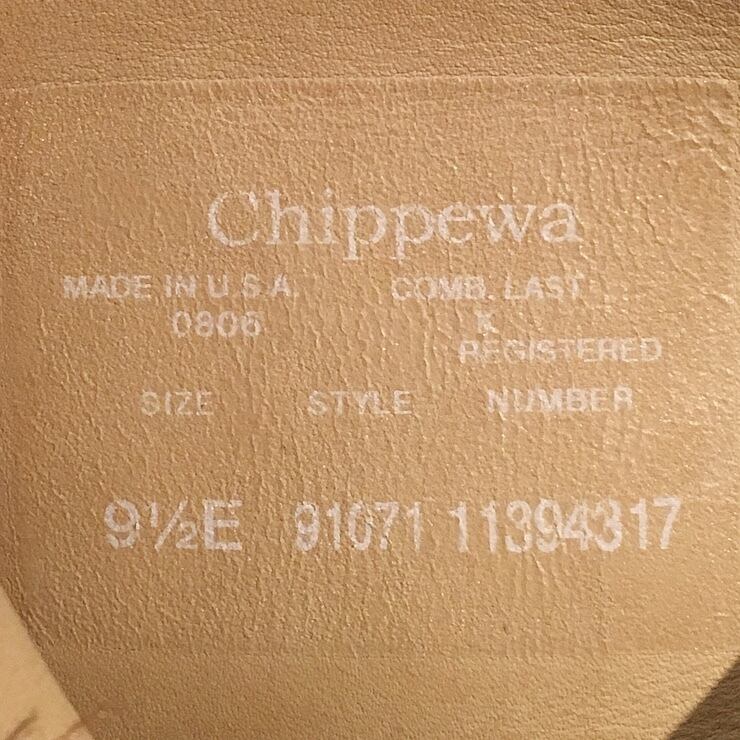 Chippewa
MADE IN U.S.A. COMB. LAST
0806 K
REGISTERED
SIZE STYLE NUMBER
9½E 91071 11394317